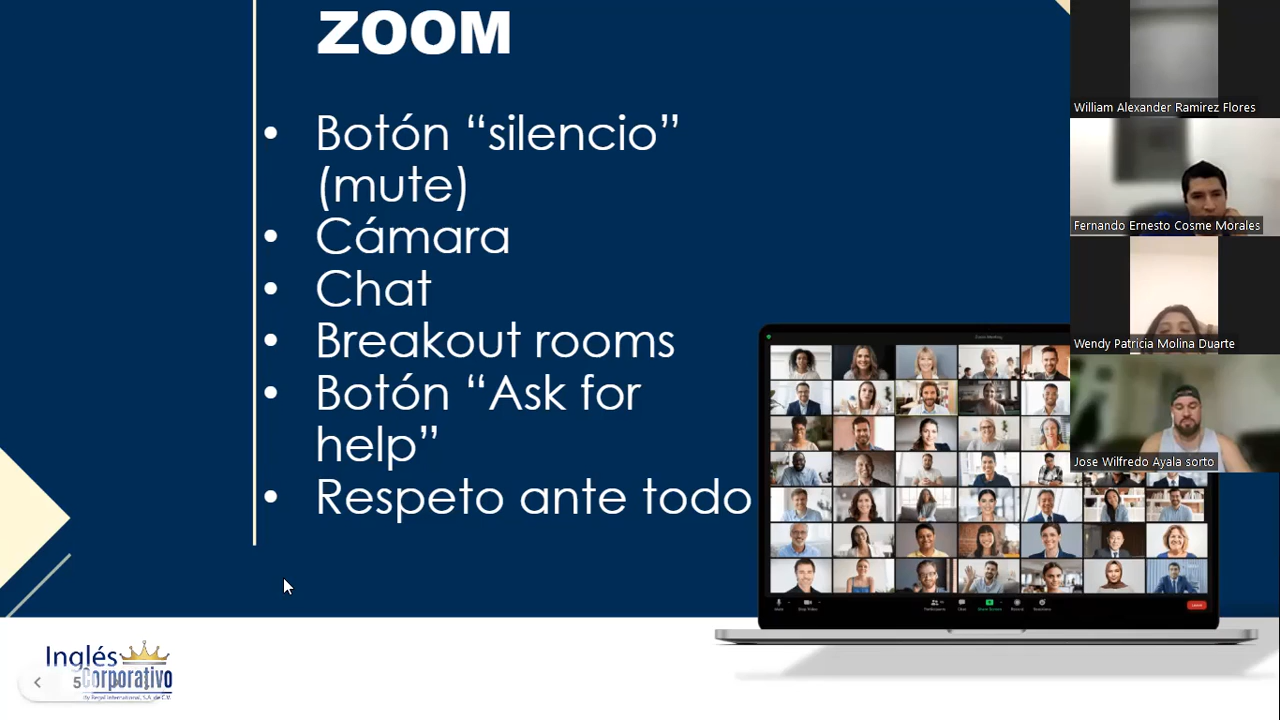 ZOOM
• Botón “silencio”
(mute)
• Cámara
• Chat
• Breakout rooms
• Botón “Ask for
help”
• Respeto ante todo
William Alexander Ramirez Flores
Fernando Ernesto Cosme Morales
Wendy Patricia Molina Duarte
Jose Wilfredo Ayala sorto
Inglés
Corporativo
5